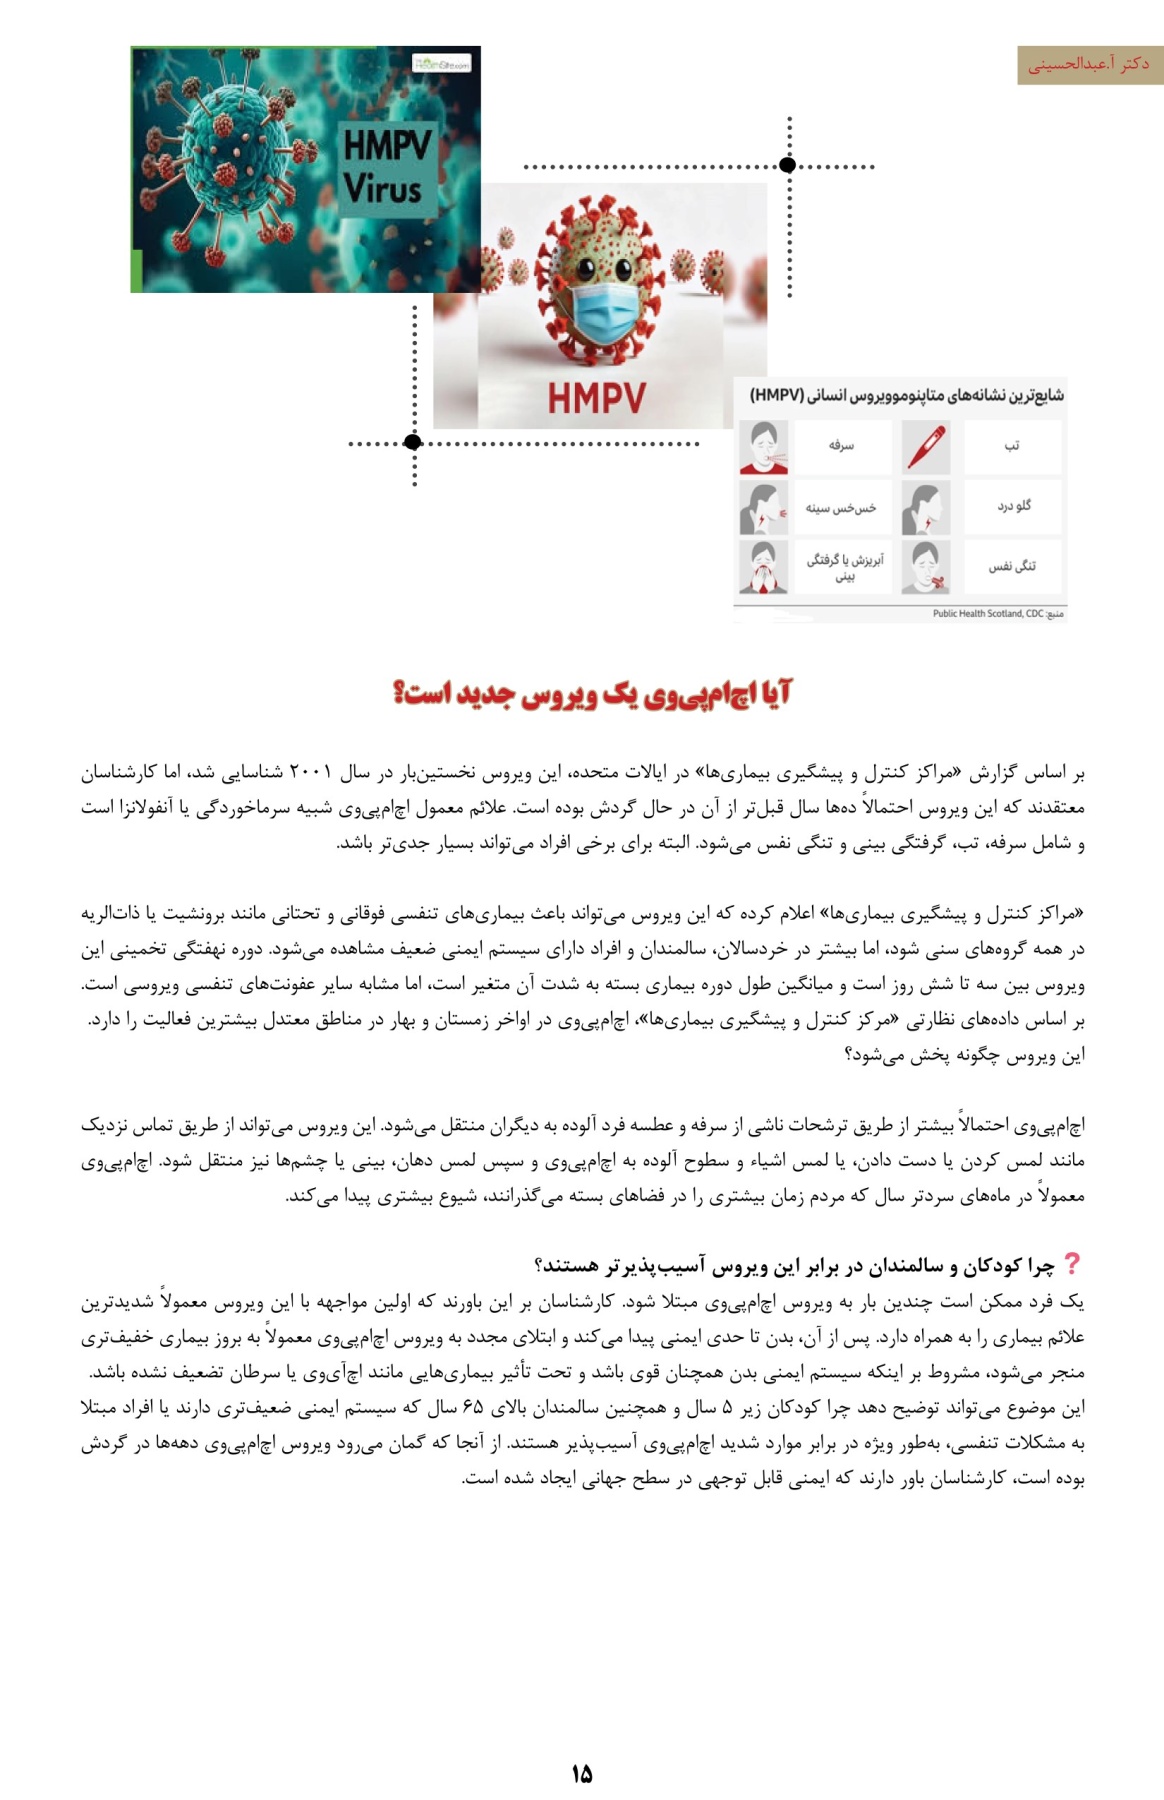 دکتر آ.عبدالحسینی
HealthSite.com
HMPV
Virus
HMPV
شایع‌ترین نشانه‌های متاپنوموویروس انسانی (HMPV)
تب
سرفه
گلو درد
خس‌خس سینه
تنگی نفس
آبریزش یا گرفتگی
بینی
منبع: Public Health Scotland, CDC
آیا اچ‌ام‌پی‌وی یک ویروس جدید است؟
بر اساس گزارش «مراکز کنترل و پیشگیری بیماری‌ها» در ایالات متحده، این ویروس نخستین‌بار در سال ۲۰۰۱ شناسایی شد، اما کارشناسان
معتقدند که این ویروس احتمالاً ده‌ها سال قبل‌تر از آن در حال گردش بوده است. علائم معمول اچ‌ام‌پی‌وی شبیه سرماخوردگی یا آنفولانزا است
و شامل سرفه، تب، گرفتگی بینی و تنگی نفس می‌شود. البته برای برخی افراد می‌تواند بسیار جدی‌تر باشد.
«مراکز کنترل و پیشگیری بیماری‌ها» اعلام کرده که این ویروس می‌تواند باعث بیماری‌های تنفسی فوقانی و تحتانی مانند برونشیت یا ذات‌الریه
در همه گروه‌های سنی شود، اما بیشتر در خردسالان، سالمندان و افراد دارای سیستم ایمنی ضعیف مشاهده می‌شود. دوره نهفتگی تخمینی این
ویروس بین سه تا شش روز است و میانگین طول دوره بیماری بسته به شدت آن متغیر است، اما مشابه سایر عفونت‌های تنفسی ویروسی است.
بر اساس داده‌های نظارتی «مرکز کنترل و پیشگیری بیماری‌ها»، اچ‌ام‌پی‌وی در اواخر زمستان و بهار در مناطق معتدل بیشترین فعالیت را دارد.
این ویروس چگونه پخش می‌شود؟
اچ‌ام‌پی‌وی احتمالاً بیشتر از طریق ترشحات ناشی از سرفه و عطسه فرد آلوده به دیگران منتقل می‌شود. این ویروس می‌تواند از طریق تماس نزدیک
مانند لمس کردن یا دست دادن، یا لمس اشیاء و سطوح آلوده به اچ‌ام‌پی‌وی و سپس لمس دهان، بینی یا چشم‌ها نیز منتقل شود. اچ‌ام‌پی‌وی
معمولاً در ماه‌های سردتر سال که مردم زمان بیشتری را در فضاهای بسته می‌گذرانند، شیوع بیشتری پیدا می‌کند.
❓ چرا کودکان و سالمندان در برابر این ویروس آسیب‌پذیرتر هستند؟
یک فرد ممکن است چندین بار به ویروس اچ‌ام‌پی‌وی مبتلا شود. کارشناسان بر این باورند که اولین مواجهه با این ویروس معمولاً شدیدترین
علائم بیماری را به همراه دارد. پس از آن، بدن تا حدی ایمنی پیدا می‌کند و ابتلای مجدد به ویروس اچ‌ام‌پی‌وی معمولاً به بروز بیماری خفیف‌تری
منجر می‌شود، مشروط بر اینکه سیستم ایمنی بدن همچنان قوی باشد و تحت تأثیر بیماری‌هایی مانند اچ‌آی‌وی یا سرطان تضعیف نشده باشد.
این موضوع می‌تواند توضیح دهد چرا کودکان زیر ۵ سال و همچنین سالمندان بالای ۶۵ سال که سیستم ایمنی ضعیف‌تری دارند یا افراد مبتلا
به مشکلات تنفسی، به‌طور ویژه در برابر موارد شدید اچ‌ام‌پی‌وی آسیب‌پذیر هستند. از آنجا که گمان می‌رود ویروس اچ‌ام‌پی‌وی دهه‌ها در گردش
بوده است، کارشناسان باور دارند که ایمنی قابل توجهی در سطح جهانی ایجاد شده است.
۱۵